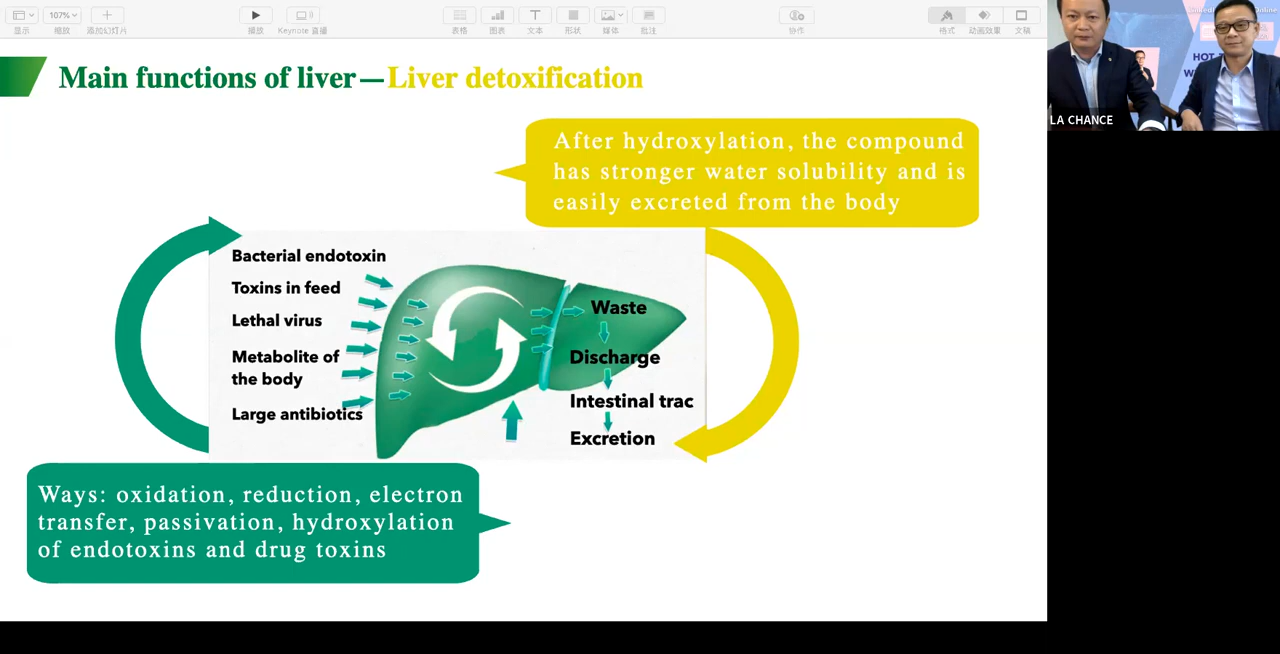 107%
显示
缩放
添加幻灯片
播放
Keynote 直播
表格
图表
文本
形状
媒体
批注
协作
格式
动画效果
文稿
Main functions of liver—Liver detoxification
After hydroxylation, the compound
has stronger water solubility and is
easily excreted from the body
Bacterial endotoxin
Toxins in feed
Lethal virus
Metabolite of
the body
Large antibiotics
Waste
Discharge
Intestinal trac
Excretion
Ways: oxidation, reduction, electron
transfer, passivation, hydroxylation
of endotoxins and drug toxins
HOT
LA CHANCE